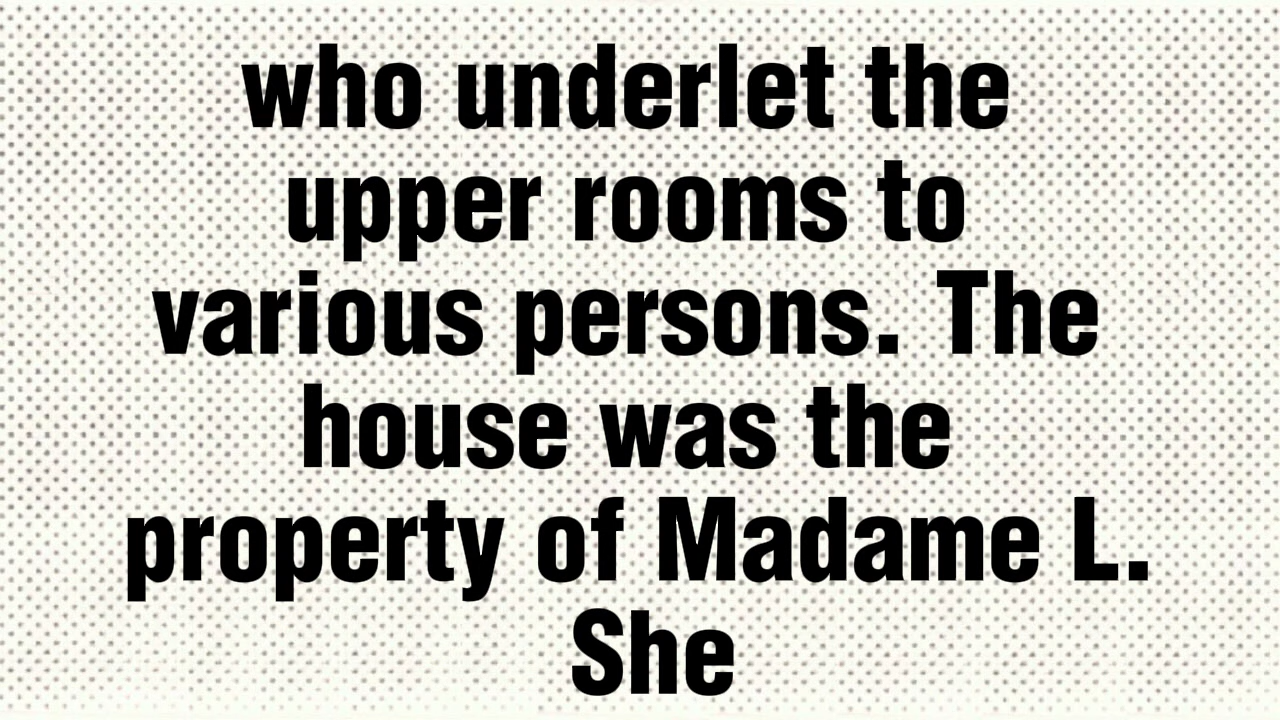 who underlet the
upper rooms to
various persons. The
house was the
property of Madame L.
She